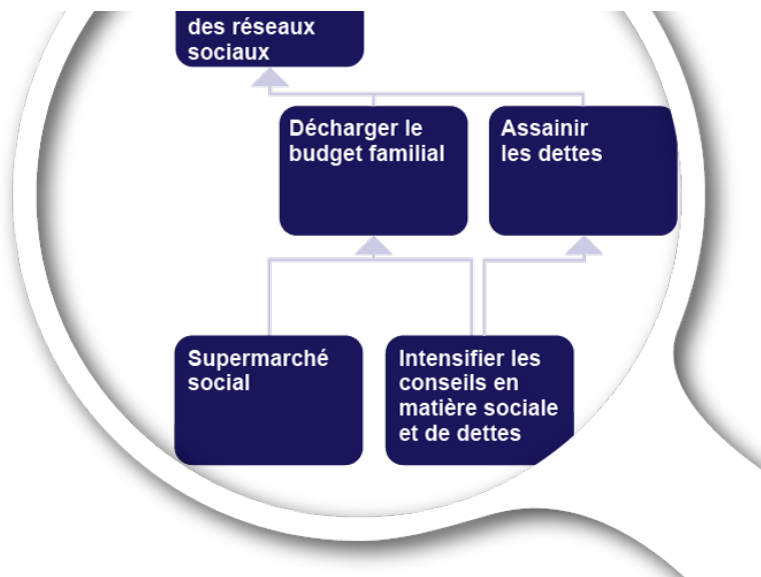 des réseaux
sociaux
Décharger le
budget familial
Assainir
les dettes
Supermarché
social
Intensifier les
conseils en
matière sociale
et de dettes